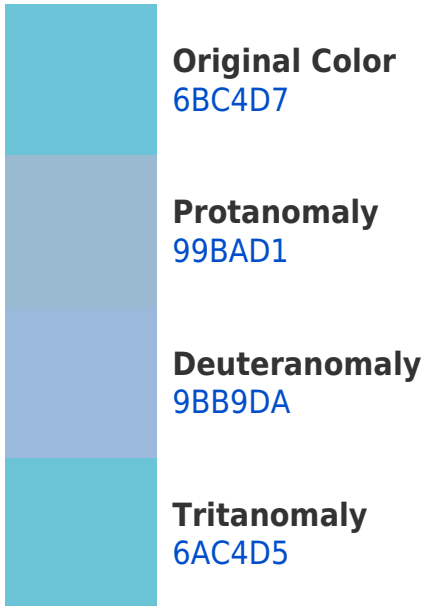 Original Color
6BC4D7
Protanomaly
99BAD1
Deuteranomaly
9BB9DA
Tritanomaly
6AC4D5